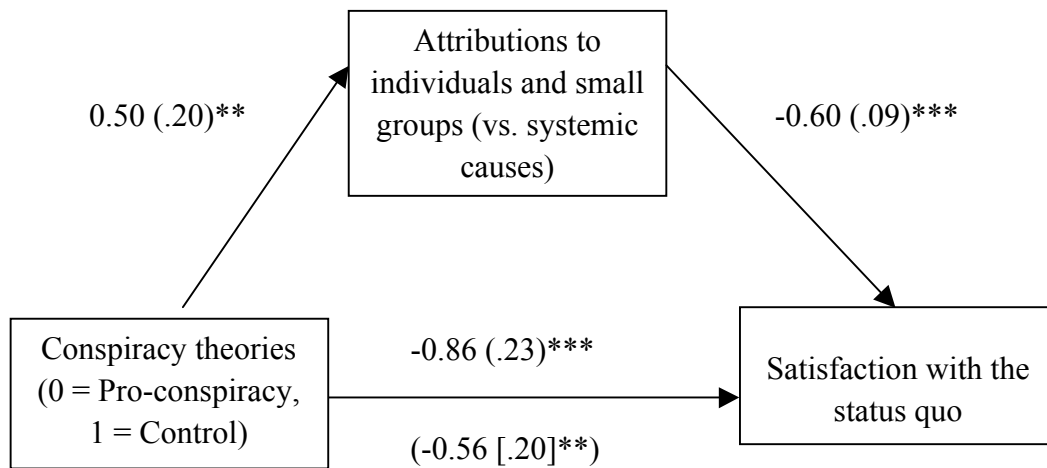 Attributions to
individuals and small
groups (vs. systemic
causes)
0.50 (.20)**
-0.60 (.09)***
Conspiracy theories
(0 = Pro-conspiracy,
1 = Control)
-0.86 (.23)***
(-0.56 [.20]**)
Satisfaction with the
status quo